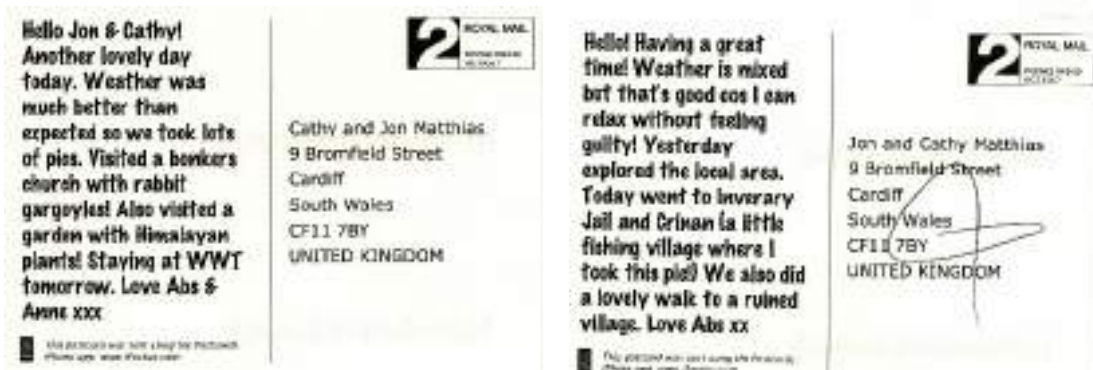 Hello Jon & Cathy!
Another lovely day
today. Weather was
much better than
expected so we took lots
of pics. Visited a bonkers
church with rabbit
gargoyles! Also visited a
garden with Himalayan
plants! Staying at WWT
tomorrow. Love Abs &
Anne xxx
2 ROYAL MAIL
Cathy and Jon Matthias
9 Bromfield Street
Cardiff
South Wales
CF11 7BY
UNITED KINGDOM
Hello! Having a great
time! Weather is mixed
but that's good cos I can
relax without feeling
guilty! Yesterday
explored the local area.
Today went to Inverary
Jail and Crinan (a little
fishing village where I
took this pic!) We also did
a lovely walk to a ruined
village. Love Abs xx
2 ROYAL MAIL
Jon and Cathy Matthias
9 Bromfield Street
Cardiff
South Wales
CF11 7BY
UNITED KINGDOM